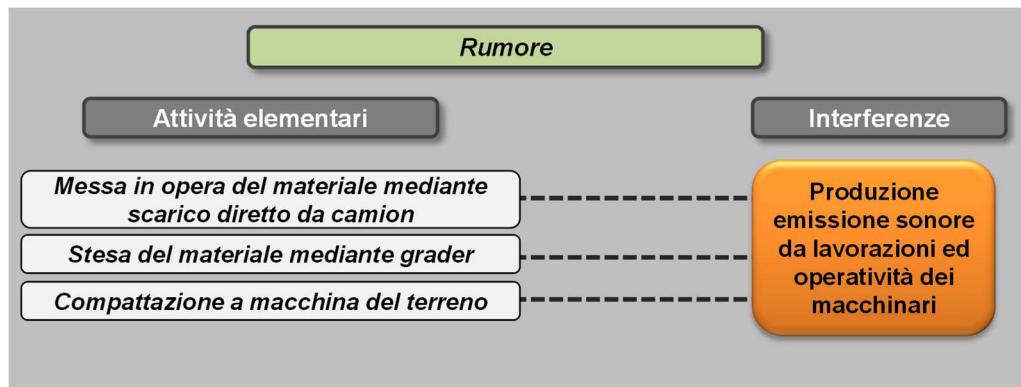 Rumore
Attività elementari
Interferenze
Messa in opera del materiale mediante
scarico diretto da camion
Stesa del materiale mediante grader
Compattazione a macchina del terreno
Produzione
emissione sonore
da lavorazioni ed
operatività dei
macchinari